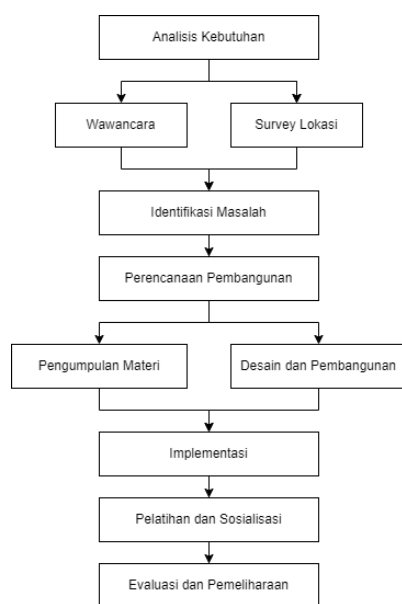 Analisis Kebutuhan
Wawancara
Survey Lokasi
Identifikasi Masalah
Perencanaan Pembangunan
Pengumpulan Materi
Desain dan Pembangunan
Implementasi
Pelatihan dan Sosialisasi
Evaluasi dan Pemeliharaan